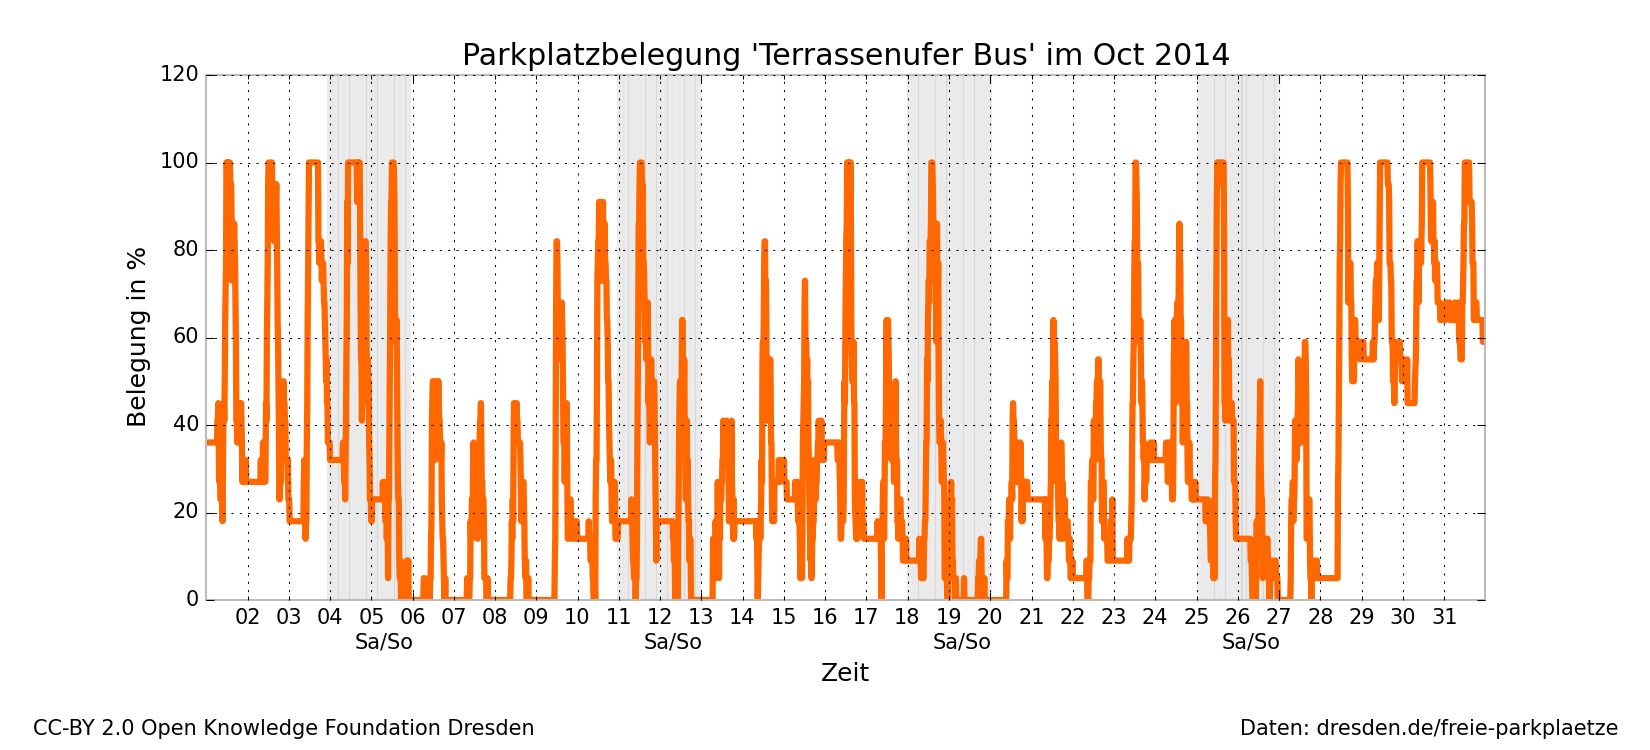 Parkplatzbelegung 'Terrassenufer Bus' im Oct 2014
120
100
80
60
40
20
0
Belegung in %
02 03 04 05 06 07 08 09 10 11 12 13 14 15 16 17 18 19 20 21 22 23 24 25 26 27 28 29 30 31
Sa/So Sa/So Sa/So Sa/So
Zeit
CC-BY 2.0 Open Knowledge Foundation Dresden
Daten: dresden.de/freie-parkplaetze